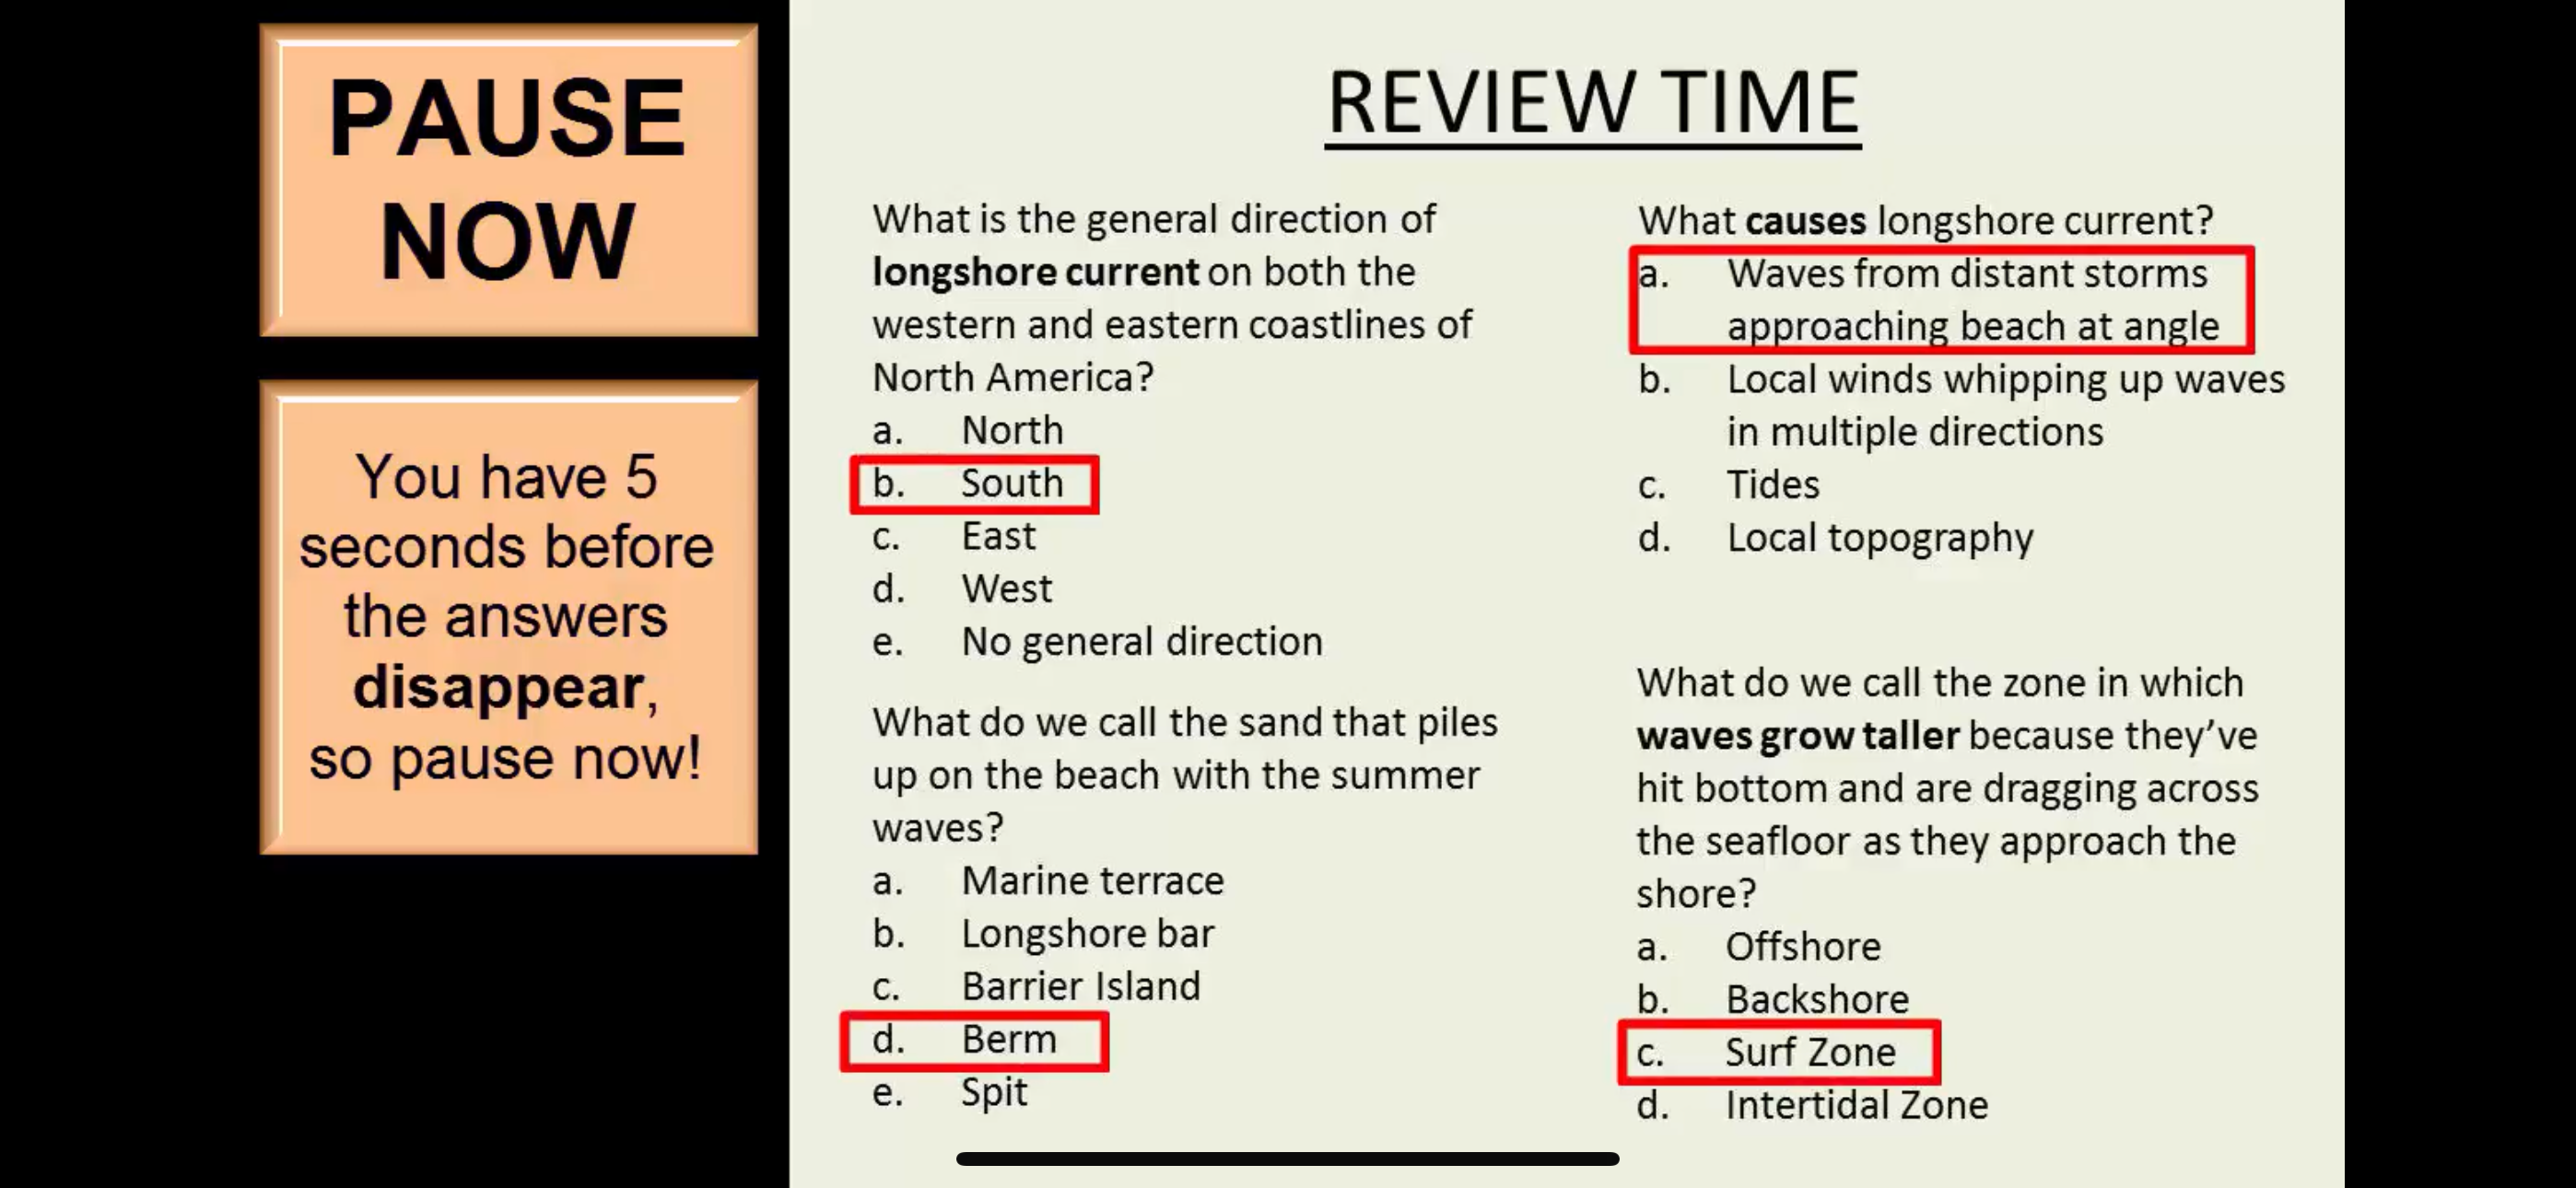 PAUSE
NOW
You have 5
seconds before
the answers
disappear,
so pause now!
REVIEW TIME
What is the general direction of
longshore current on both the
western and eastern coastlines of
North America?
a. North
b. South
c. East
d. West
e. No general direction
What do we call the sand that piles
up on the beach with the summer
waves?
a. Marine terrace
b. Longshore bar
c. Barrier Island
d. Berm
e. Spit
What causes longshore current?
a. Waves from distant storms
approaching beach at angle
b. Local winds whipping up waves
in multiple directions
c. Tides
d. Local topography
What do we call the zone in which
waves grow taller because they’ve
hit bottom and are dragging across
the seafloor as they approach the
shore?
a. Offshore
b. Backshore
c. Surf Zone
d. Intertidal Zone